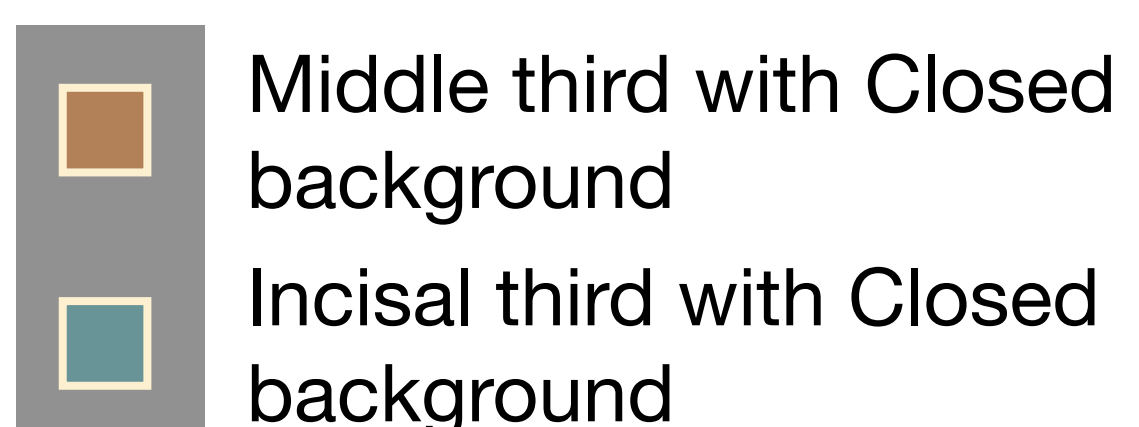 Middle third with Closed
background
Incisal third with Closed
background